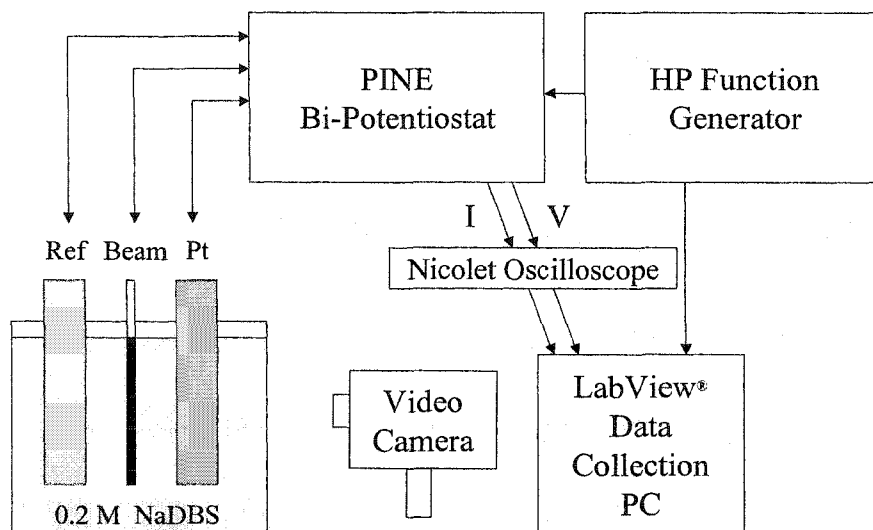 PINE
Bi-Potentiostat
HP Function
Generator
I V
Ref Beam Pt
Nicolet Oscilloscope
Video
Camera
LabView®
Data
Collection
PC
0.2 M NaDBS